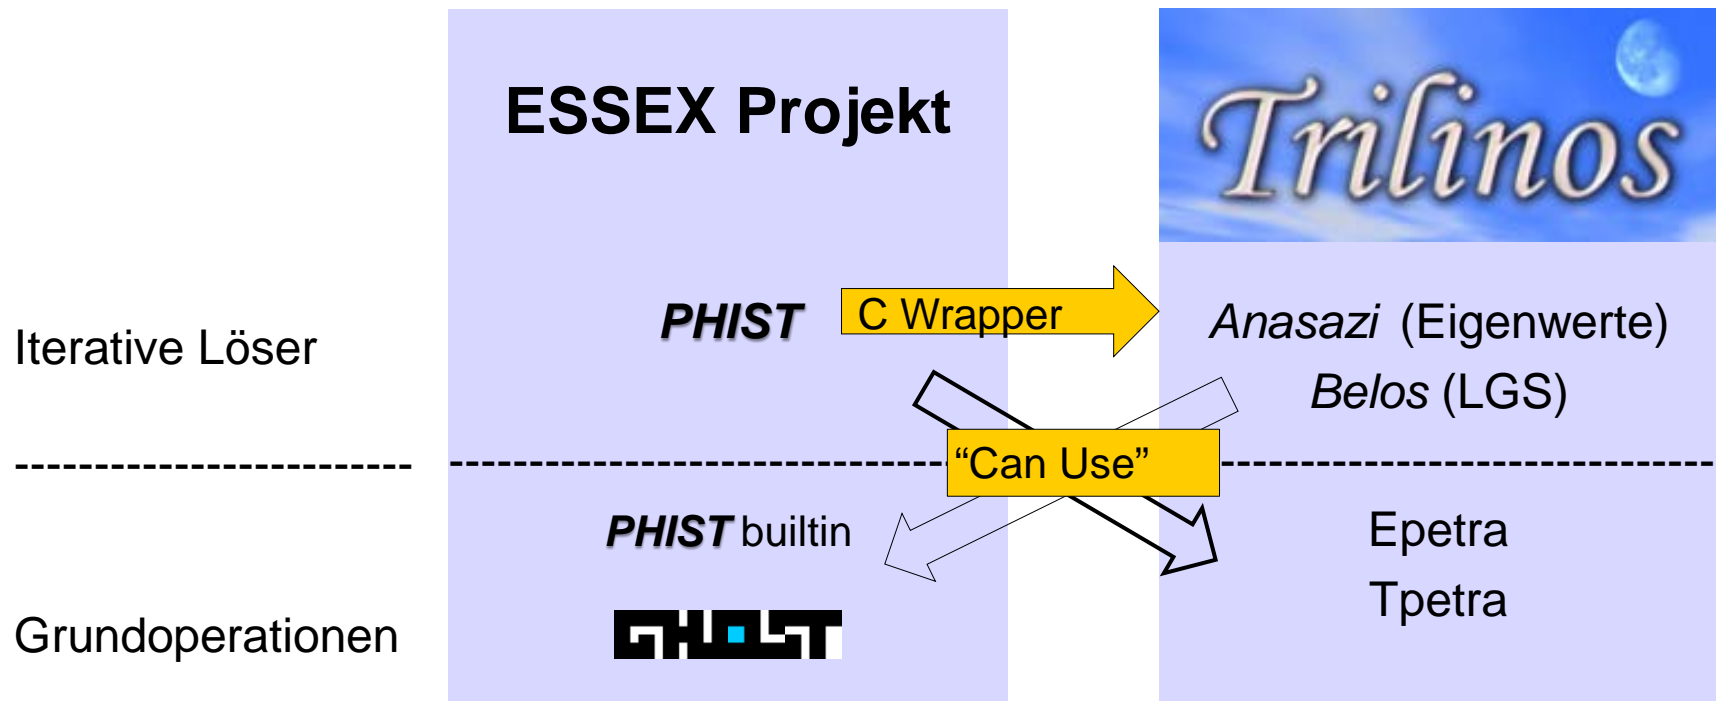 ESSEX Projekt
Trilinos
Iterative Löser
PHIST
C Wrapper
Anasazi (Eigenwerte)
Belos (LGS)
“Can Use”
PHIST builtin
Epetra
Tpetra
Grundoperationen
GHOST